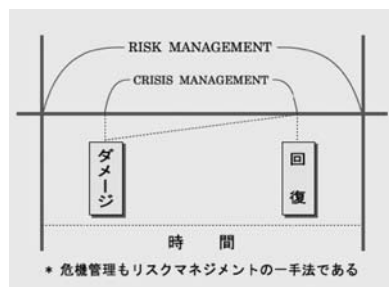 RISK MANAGEMENT
CRISIS MANAGEMENT
ダメージ
回復
時間
* 危機管理もリスクマネジメントの一手法である